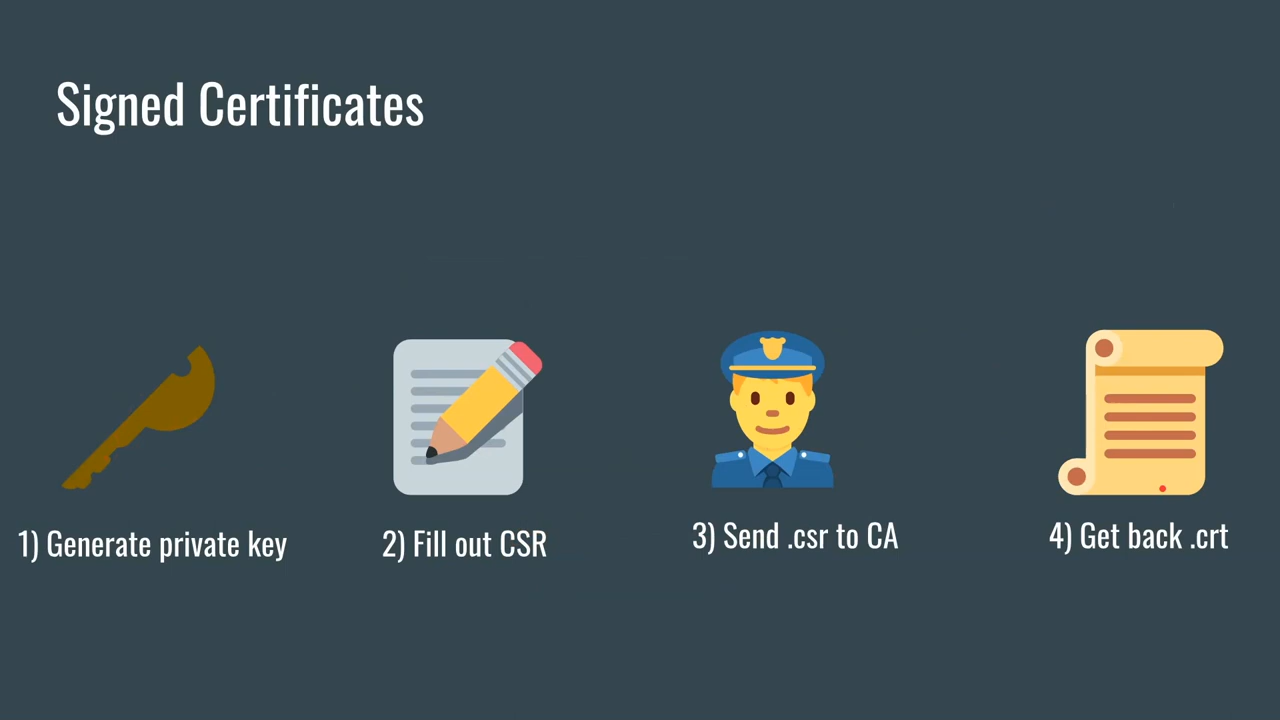 Signed Certificates
1) Generate private key
2) Fill out CSR
3) Send .csr to CA
4) Get back .crt